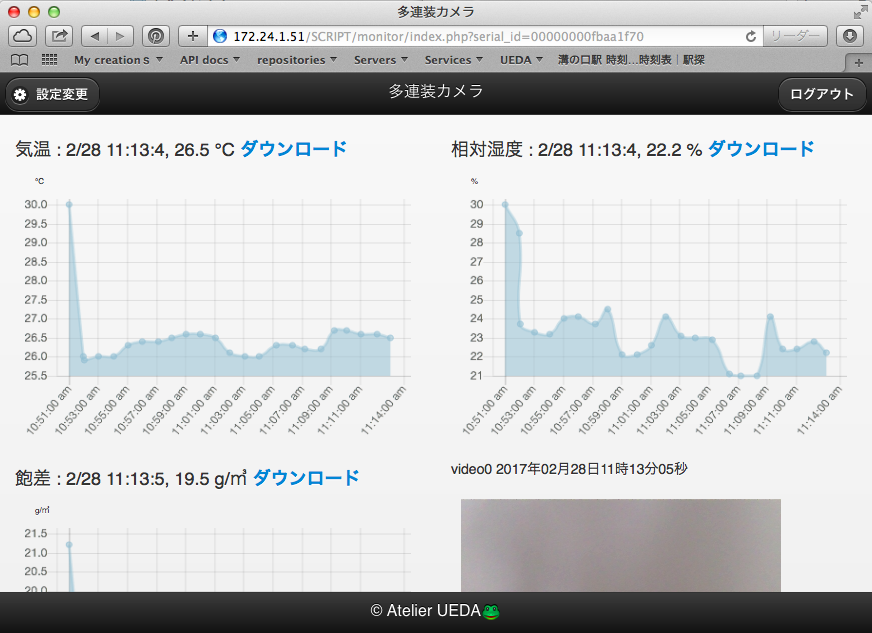 多連装カメラ
172.24.1.51/SCRIPT/monitor/index.php?serial_id=00000000fbaa1f70
リーダー
My creation s ▼ API docs ▼ repositories ▼ Servers ▼ Services ▼ UEDA ▼ 溝の口駅 時刻...時刻表 | 駅探
設定変更
多連装カメラ
ログアウト
気温 : 2/28 11:13:4, 26.5 °C ダウンロード
°C
30.0
29.5
29.0
28.5
28.0
27.5
27.0
26.5
26.0
25.5
10:51:00 am
10:53:00 am
10:55:00 am
10:57:00 am
10:59:00 am
11:01:00 am
11:03:00 am
11:05:00 am
11:07:00 am
11:09:00 am
11:11:00 am
11:14:00 am
相対湿度 : 2/28 11:13:4, 22.2 % ダウンロード
%
30
29
28
27
26
25
24
23
22
21
10:51:00 am
10:53:00 am
10:55:00 am
10:57:00 am
10:59:00 am
11:01:00 am
11:03:00 am
11:05:00 am
11:07:00 am
11:09:00 am
11:11:00 am
11:14:00 am
飽差 : 2/28 11:13:5, 19.5 g/㎥ ダウンロード
g/㎥
21.5
21.0
20.5
20.0
video0 2017年02月28日11時13分05秒
© Atelier UEDA🐸